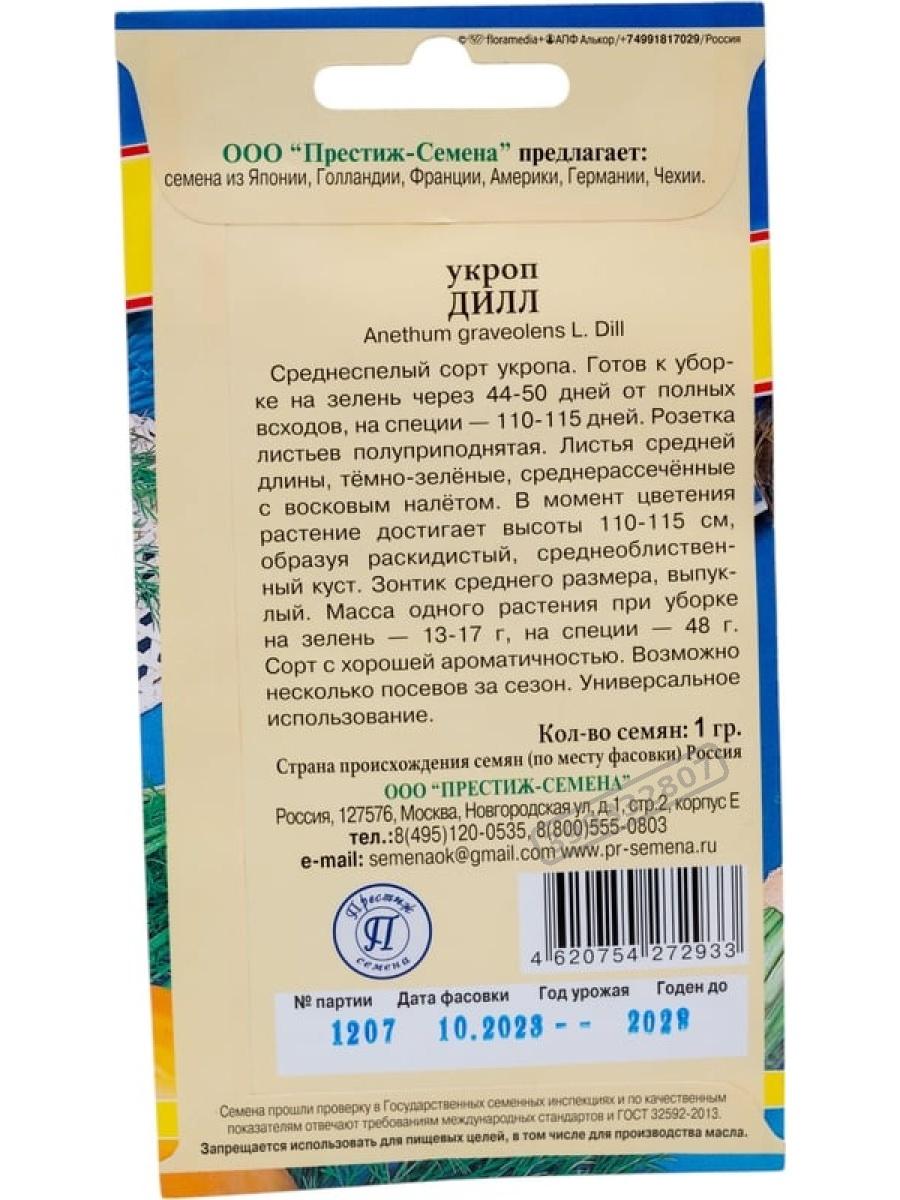 © floramedia+ АПФ Алькор/+74991817029/Россия
ООО “Престиж-Семена” предлагает:
семена из Японии, Голландии, Франции, Америки, Германии, Чехии.
укроп
ДИЛЛ
Anethum graveolens L. Dill
Среднеспелый сорт укропа. Готов к убор-
ке на зелень через 44-50 дней от полных
всходов, на специи — 110-115 дней. Розетка
листьев полуприподнятая. Листья средней
длины, тёмно-зелёные, среднерассечённые
с восковым налётом. В момент цветения
растение достигает высоты 110-115 см,
образуя раскидистый, среднеоблиствен-
ный куст. Зонтик среднего размера, выпук-
лый. Масса одного растения при уборке
на зелень — 13-17 г, на специи — 48 г.
Сорт с хорошей ароматичностью. Возможно
несколько посевов за сезон. Универсальное
использование.
Кол-во семян: 1 гр.
Страна происхождения семян (по месту фасовки) Россия
ООО “ПРЕСТИЖ-СЕМЕНА”
Россия, 127576, Москва, Новгородская ул, д.1, стр.2, корпус Е
тел.:8(495)120-0535, 8(800)555-0803
e-mail: semenaok@gmail.com www.pr-semena.ru
Престиж
П
семена
4 620754 272933
№ партии Дата фасовки Год урожая Годен до
1207 10.2023 - - 2028
Семена прошли проверку в Государственных семенных инспекциях и по качественным
показателям отвечают требованиям международных стандартов и ГОСТ 32592-2013.
Запрещается использовать для пищевых целей, в том числе для производства масла.